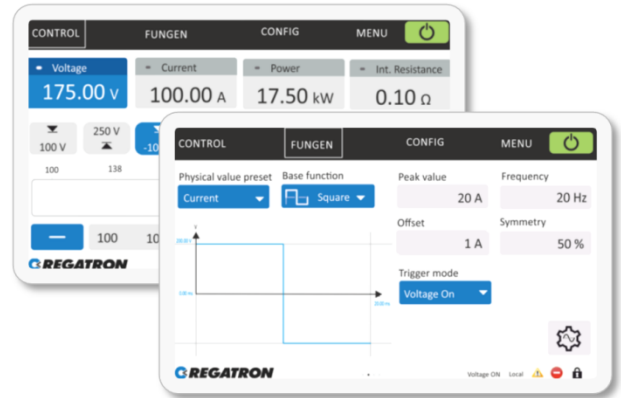 CONTROL FUNGEN CONFIG MENU
Voltage Current Power Int. Resistance
175.00 V 100.00 A 17.50 kW 0.10 Ω
100 V 250 V -10
100 138
— 100 10
REGATRON
CONTROL FUNGEN CONFIG MENU
Physical value preset Base function Peak value Frequency
Current Square 20 A 20 Hz
Offset Symmetry
1 A 50 %
Trigger mode
Voltage On
REGATRON
Voltage ON Local